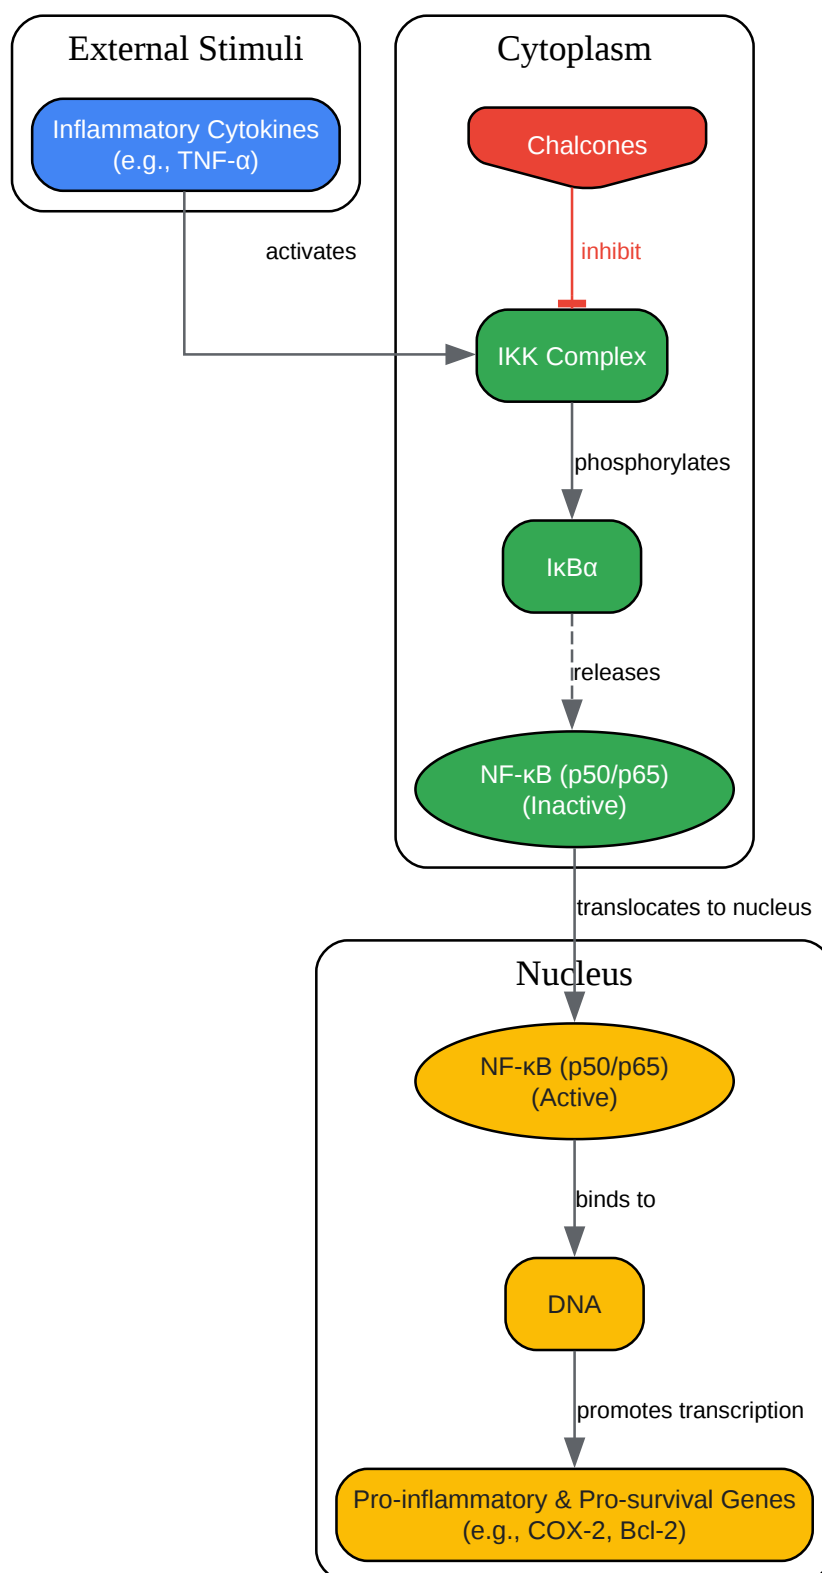 External Stimuli
Inflammatory Cytokines
(e.g., TNF-α)
activates
Cytoplasm
Chalcones
inhibit
IKK Complex
phosphorylates
IκBα
releases
NF-κB (p50/p65)
(Inactive)
translocates to nucleus
Nucleus
NF-κB (p50/p65)
(Active)
binds to
DNA
promotes transcription
Pro-inflammatory & Pro-survival Genes
(e.g., COX-2, Bcl-2)